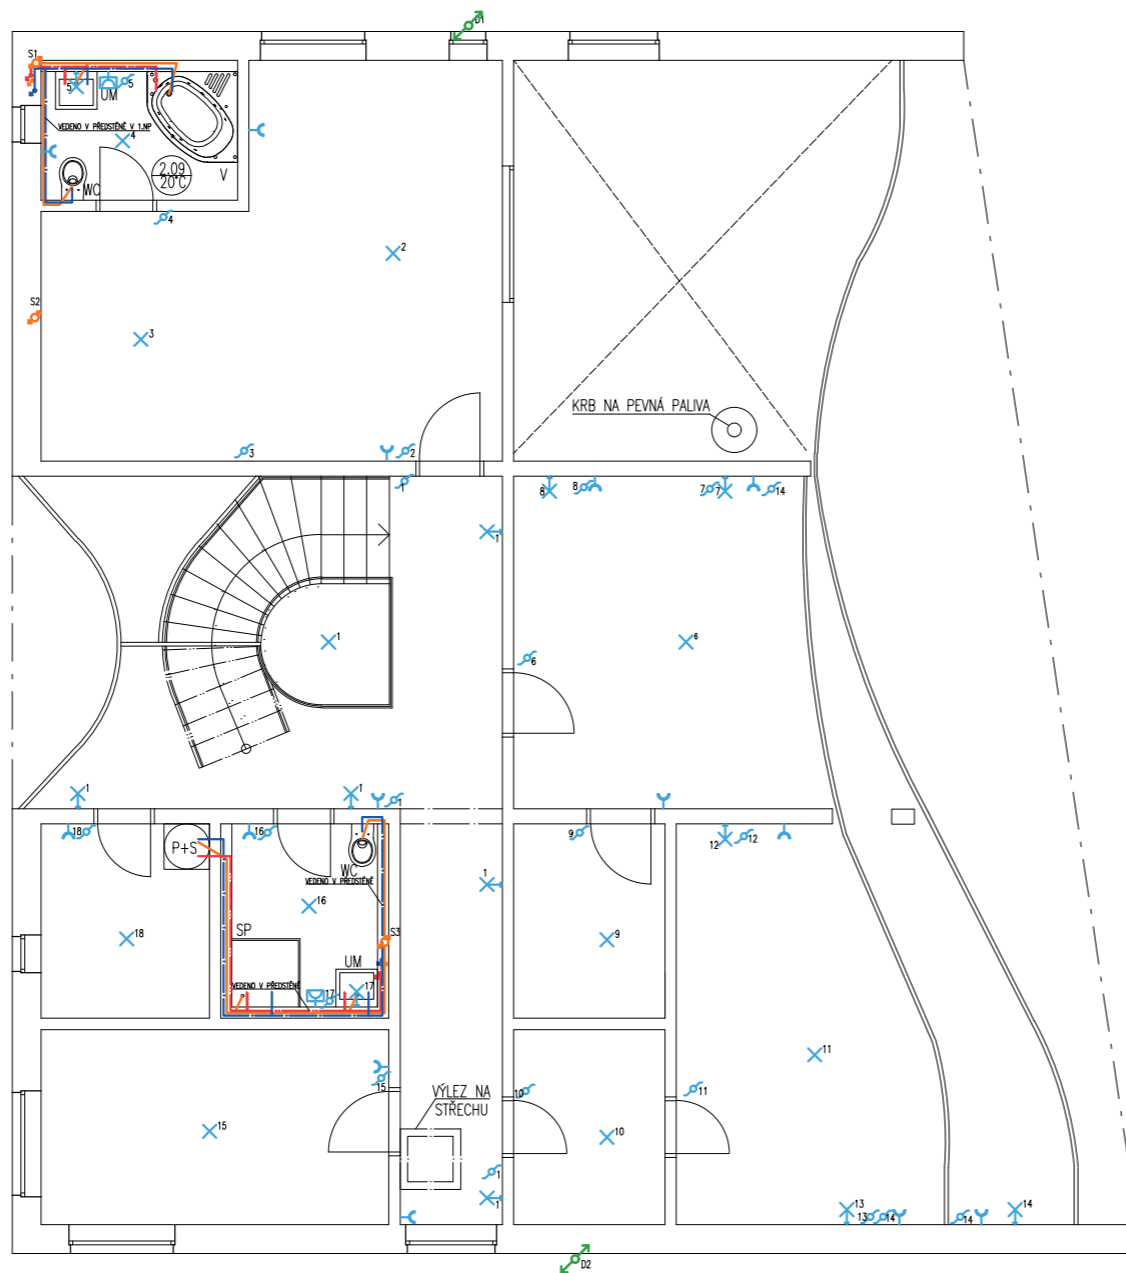 D1
S1
5
UM
5
VEDENO V PŘEDSTĚNĚ V 1.NP
4
2.09
20°C
V
WC
4
2
S2
3
KRB NA PEVNÁ PALIVA
3
2
1
8
8
7
7
14
1
1
6
6
1
1
1
18
16
9
12
12
P+S
WC
VEDENO V PŘEDSTĚNĚ
1
16
SP
S3
18
9
UM
VEDENO V PŘEDSTĚNĚ
17
17
11
15
VÝLEZ NA
STŘECHU
10
11
15
10
1
1
13
13
14
14
14
D2